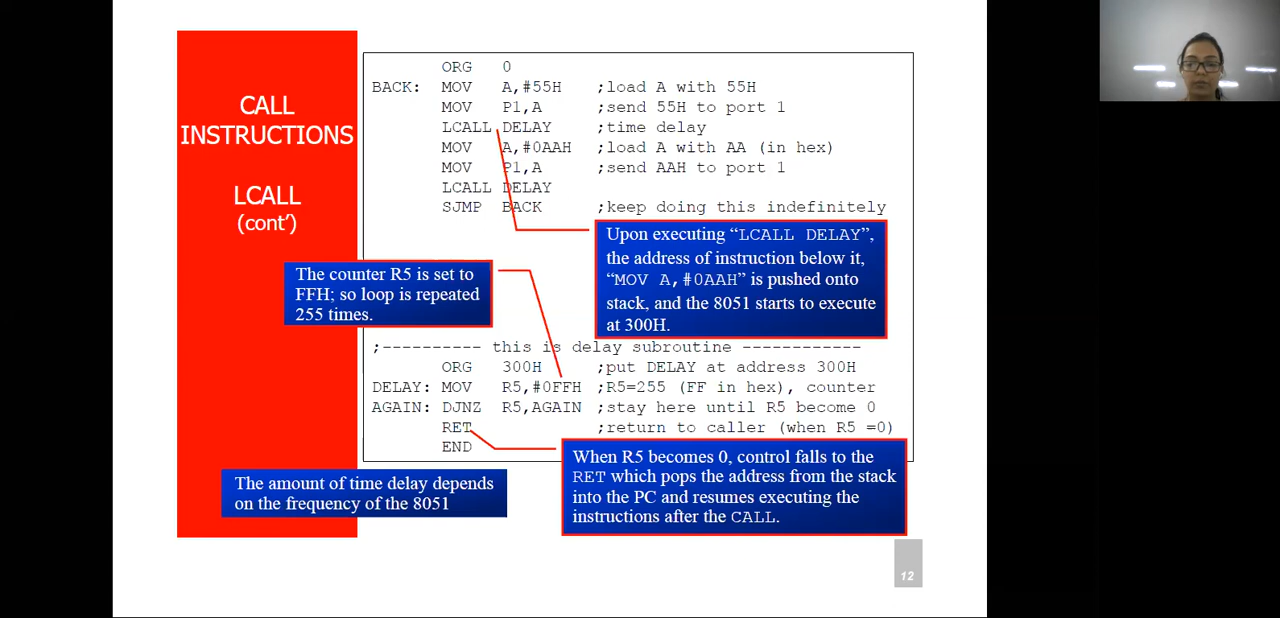 CALL
INSTRUCTIONS
LCALL
(cont’)
ORG 0
BACK: MOV A,#55H ;load A with 55H
MOV P1,A ;send 55H to port 1
LCALL DELAY ;time delay
MOV A,#0AAH ;load A with AA (in hex)
MOV P1,A ;send AAH to port 1
LCALL DELAY
SJMP BACK ;keep doing this indefinitely
Upon executing “LCALL DELAY”,
the address of instruction below it,
“MOV A,#0AAH” is pushed onto
stack, and the 8051 starts to execute
at 300H.
The counter R5 is set to
FFH; so loop is repeated
255 times.
;---------- this is delay subroutine ------------
ORG 300H ;put DELAY at address 300H
DELAY: MOV R5,#0FFH ;R5=255 (FF in hex), counter
AGAIN: DJNZ R5,AGAIN ;stay here until R5 become 0
RET ;return to caller (when R5 =0)
END
When R5 becomes 0, control falls to the
RET which pops the address from the stack
into the PC and resumes executing the
instructions after the CALL.
The amount of time delay depends
on the frequency of the 8051
12